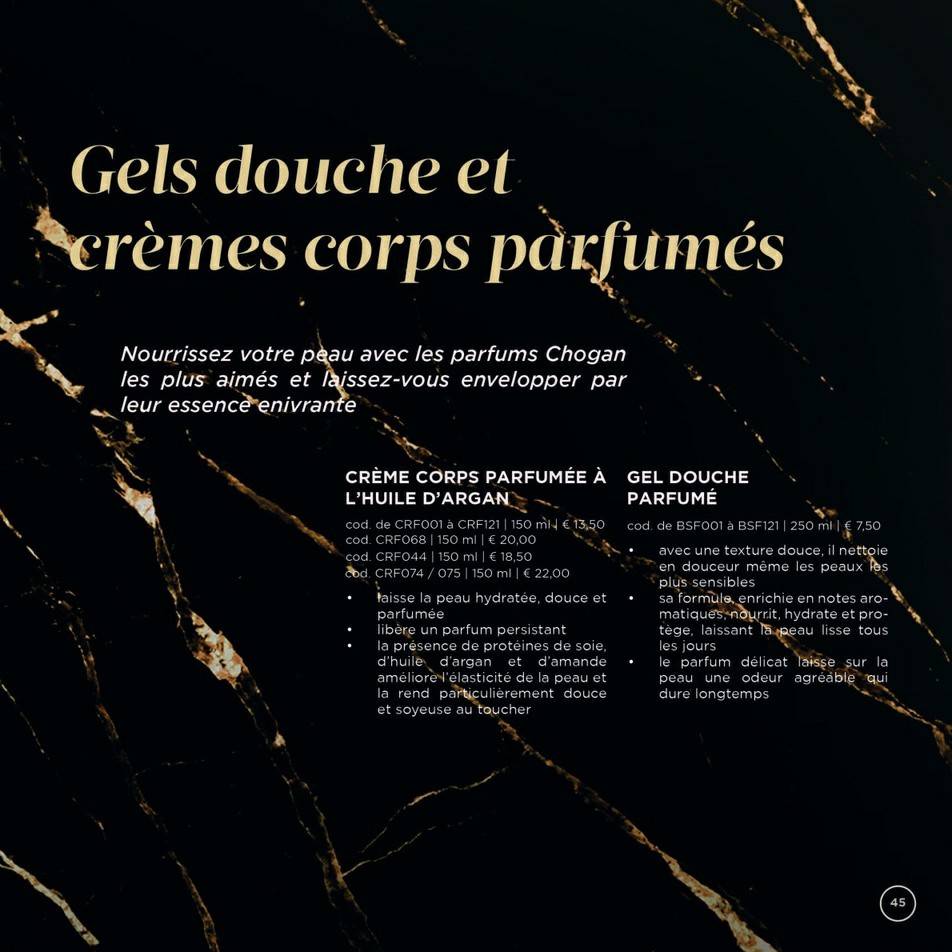 Gels douche et
crèmes corps parfumés
Nourrissez votre peau avec les parfums Chogan
les plus aimés et laissez-vous envelopper par
leur essence enivrante
CRÈME CORPS PARFUMÉE À
L'HUILE D'ARGAN
cod. de CRF001 à CRF121 | 150 ml | € 13,50
cod. CRF068 | 150 ml | € 20,00
cod. CRF044 | 150 ml | € 18,50
cod. CRF074 / 075 | 150 ml | € 22,00
• laisse la peau hydratée, douce et
parfumée
• libère un parfum persistant
• la présence de protéines de soie,
d'huile d'argan et d'amande
améliore l'élasticité de la peau et
la rend particulièrement douce
et soyeuse au toucher
GEL DOUCHE
PARFUMÉ
cod. de BSF001 à BSF121 | 250 ml | € 7,50
• avec une texture douce, il nettoie
en douceur même les peaux les
plus sensibles
• sa formule, enrichie en notes aro-
matiques, nourrit, hydrate et pro-
tège, laissant la peau lisse tous
les jours
• le parfum délicat laisse sur la
peau une odeur agréable qui
dure longtemps
45